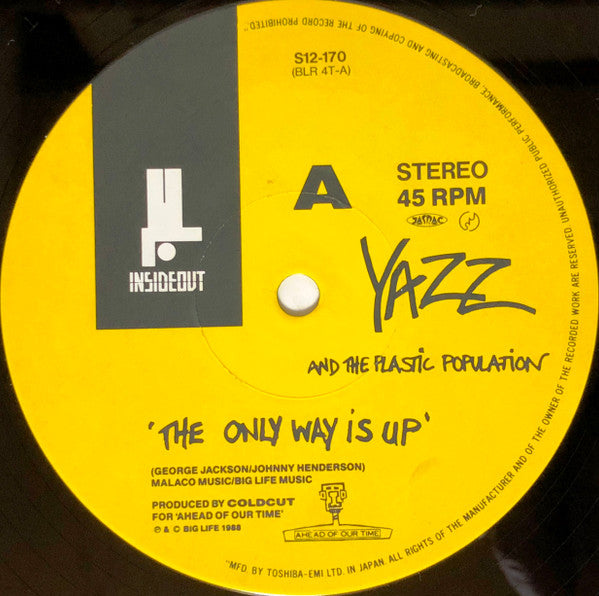 S12-170
(BLR 4T-A)
INSIDEOUT
A
STEREO
45 RPM
JASRAC
YAZZ
AND THE PLASTIC POPULATION
'THE ONLY WAY IS UP'
(GEORGE JACKSON/JOHNNY HENDERSON)
MALACO MUSIC/BIG LIFE MUSIC
PRODUCED BY COLDCUT
FOR 'AHEAD OF OUR TIME'
℗ & © BIG LIFE 1988
AHEAD OF OUR TIME
"MFD. BY TOSHIBA-EMI LTD. IN JAPAN. ALL RIGHTS OF THE MANUFACTURER AND OF THE OWNER OF THE RECORDED WORK ARE RESERVED. UNAUTHORIZED PUBLIC PERFORMANCE, BROADCASTING AND COPYING OF THE RECORD PROHIBITED."